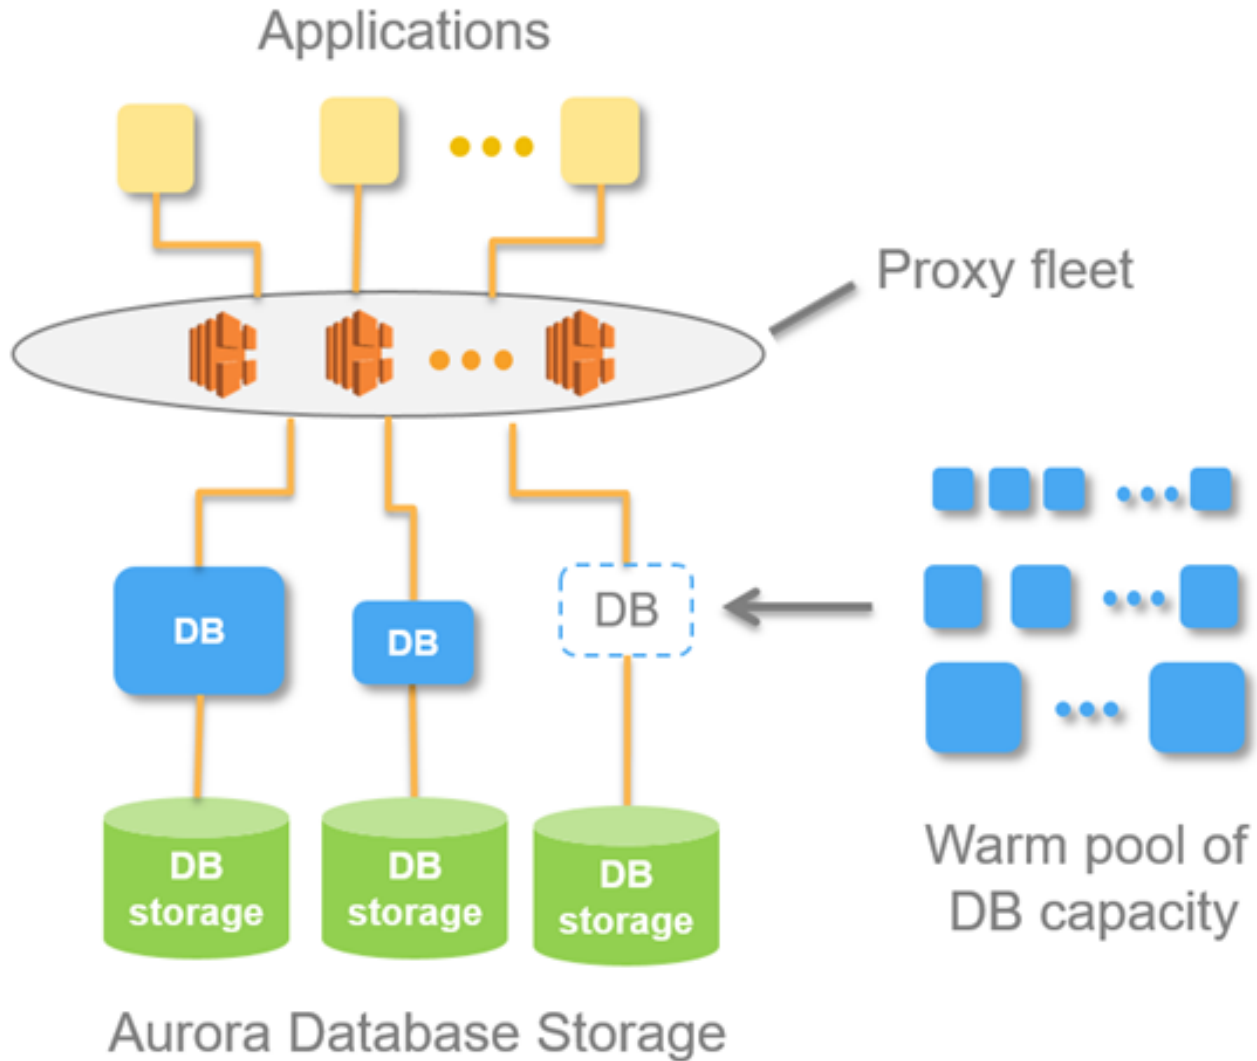 Applications
Proxy fleet
DB
DB
DB
DB
storage
DB
storage
DB
storage
Warm pool of
DB capacity
Aurora Database Storage